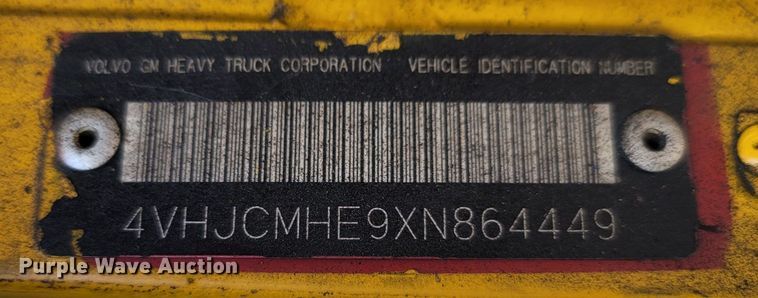 VOLVO GM HEAVY TRUCK CORPORATION VEHICLE IDENTIFICATION NUMBER
4VHJCMHE9XN864449
Purple Wave Auction